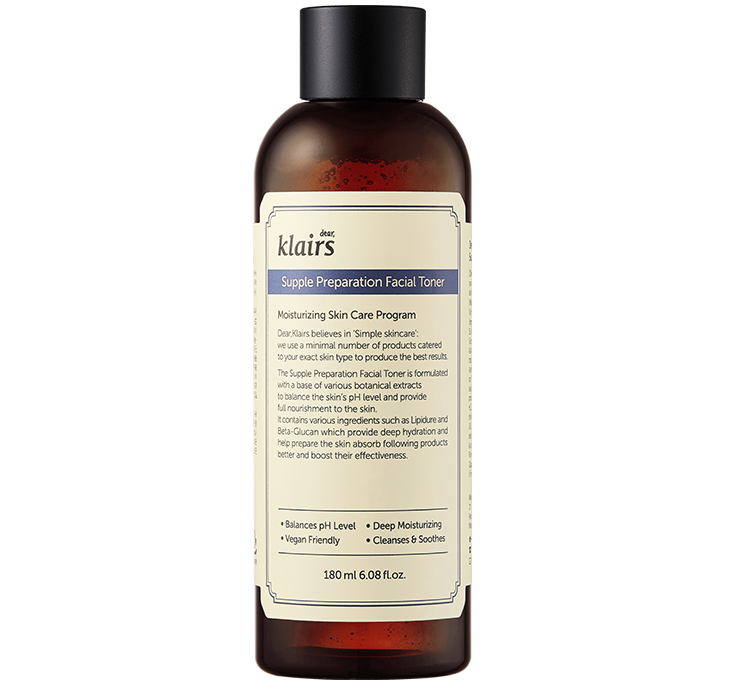 dear,
klairs
Supple Preparation Facial Toner
Moisturizing Skin Care Program
Dear,Klairs believes in 'Simple skincare':
we use a minimal number of products catered
to your exact skin type to produce the best results.
The Supple Preparation Facial Toner is formulated
with a base of various botanical extracts
to balance the skin's pH level and provide
full nourishment to the skin.
It contains various ingredients such as Lipidure and
Beta-Glucan which provide deep hydration and
help prepare the skin absorb following products
better and boost their effectiveness.
• Balances pH Level • Deep Moisturizing
• Vegan Friendly • Cleanses & Soothes
180 ml 6.08 fl.oz.